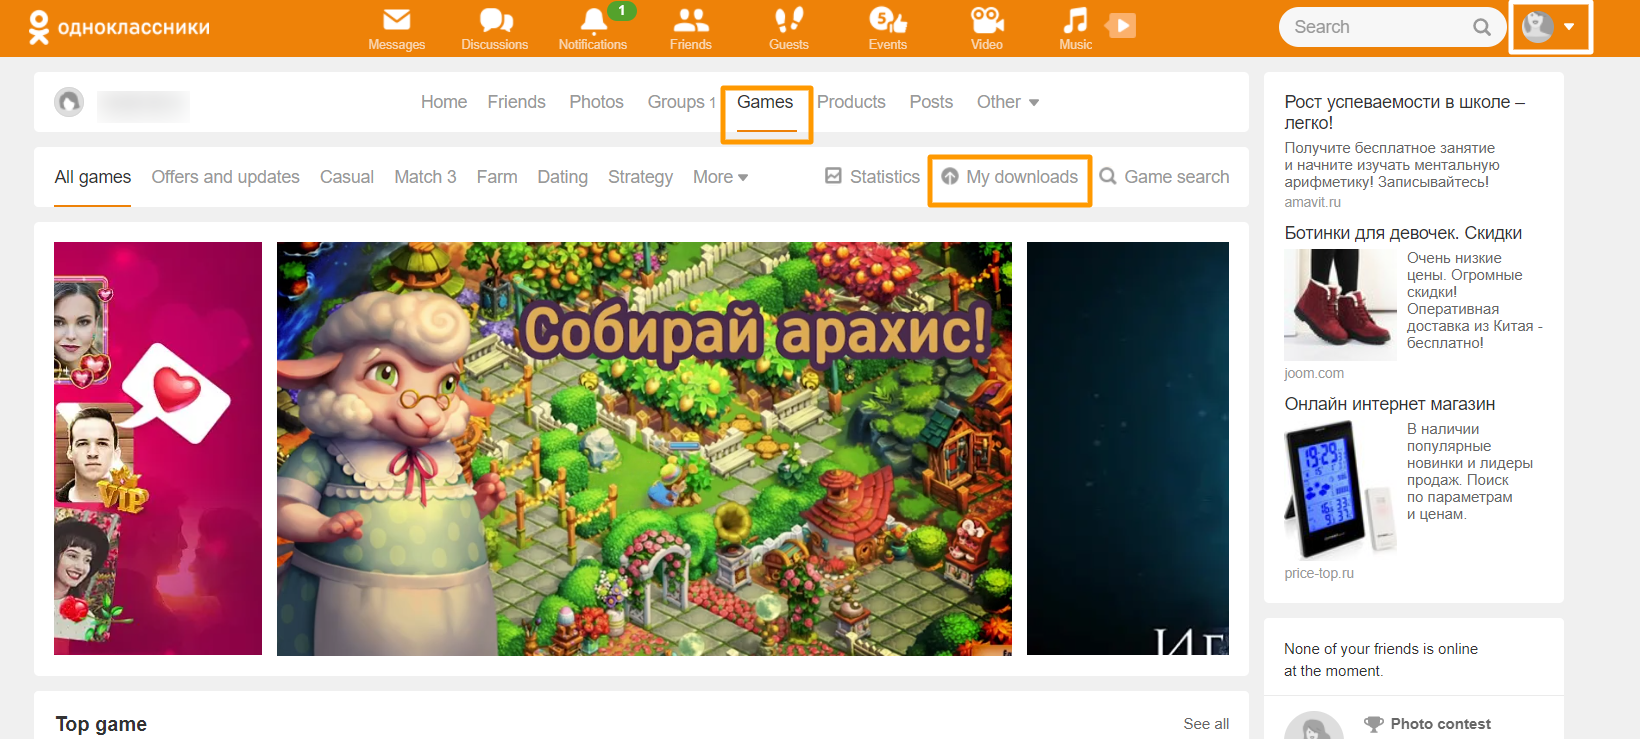 одноклассники
Messages
Discussions
1
Notifications
Friends
Guests
5
Events
Video
Music
Search
Home
Friends
Photos
Groups 1
Games
Products
Posts
Other
All games
Offers and updates
Casual
Match 3
Farm
Dating
Strategy
More
Statistics
My downloads
Game search
VIP
Собирай арахис!
Иг
Top game
See all
Рост успеваемости в школе –
легко!
Получите бесплатное занятие
и начните изучать ментальную
арифметику! Записывайтесь!
amavit.ru
Ботинки для девочек. Скидки
Очень низкие
цены. Огромные
скидки!
Оперативная
доставка из Китая -
бесплатно!
joom.com
Онлайн интернет магазин
19:29
В наличии
популярные
новинки и лидеры
продаж. Поиск
по параметрам
и ценам.
price-top.ru
None of your friends is online
at the moment.
Photo contest